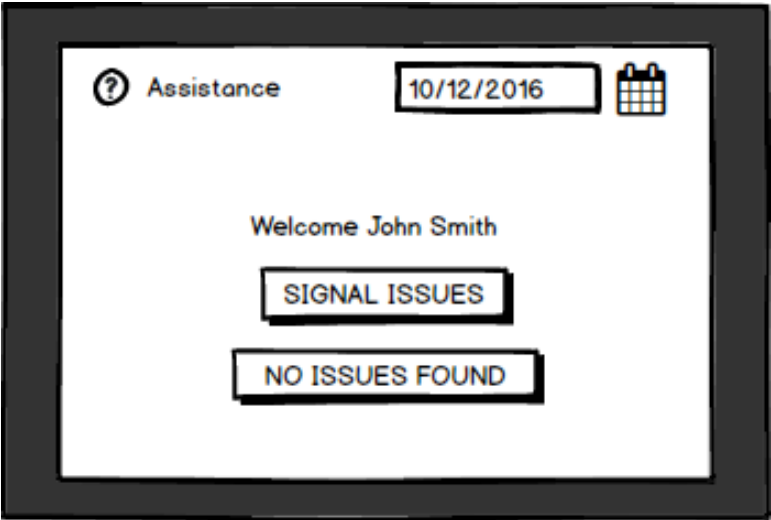 Assistance 10/12/2016
Welcome John Smith
SIGNAL ISSUES
NO ISSUES FOUND